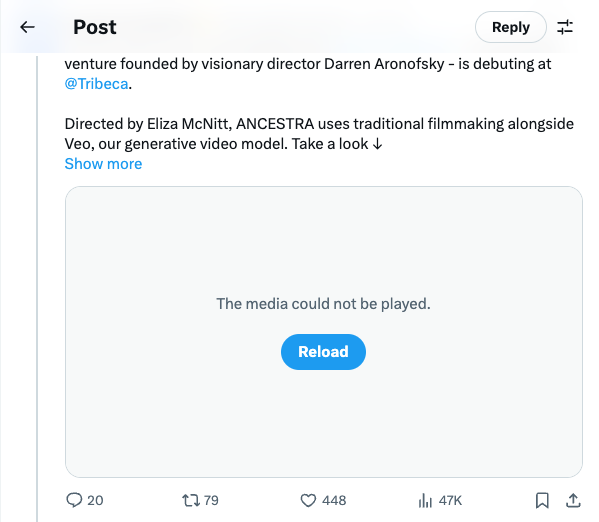 Post
Reply
venture founded by visionary director Darren Aronofsky - is debuting at
@Tribeca.
Directed by Eliza McNitt, ANCESTRA uses traditional filmmaking alongside
Veo, our generative video model. Take a look ↓
Show more
The media could not be played.
Reload
20
79
448
47K